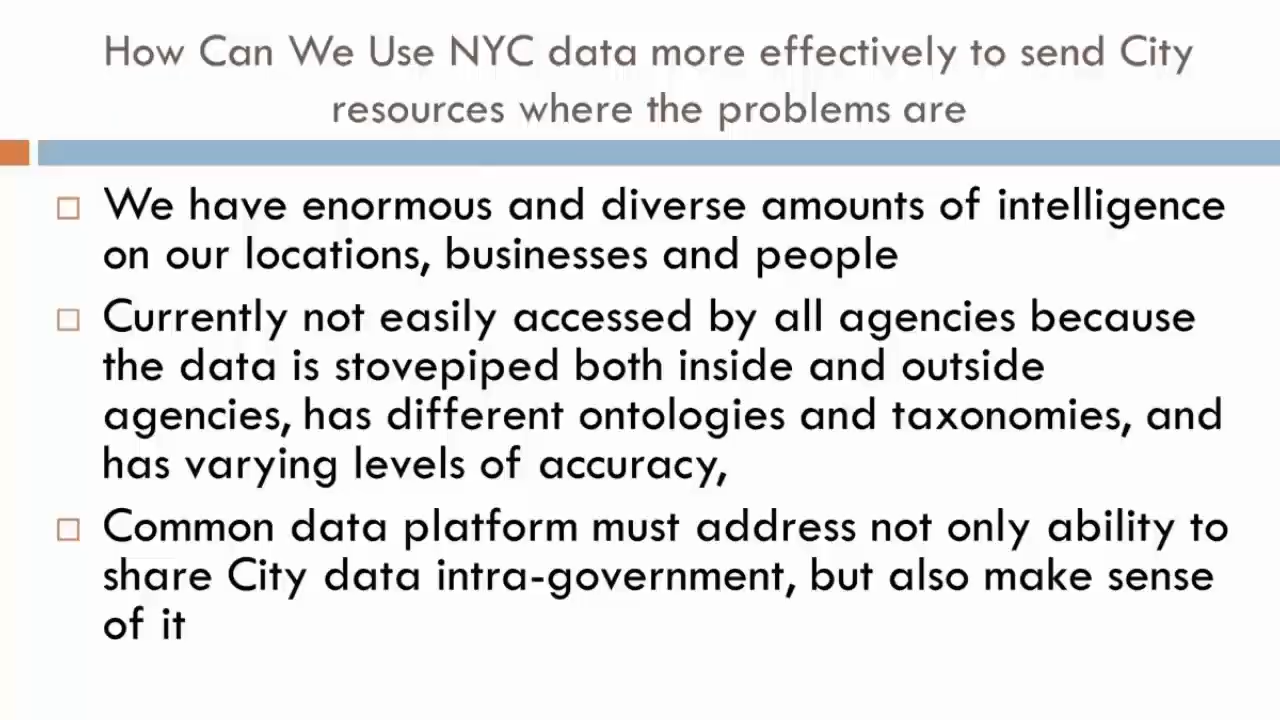 How Can We Use NYC data more effectively to send City
resources where the problems are
We have enormous and diverse amounts of intelligence
on our locations, businesses and people
Currently not easily accessed by all agencies because
the data is stovepiped both inside and outside
agencies, has different ontologies and taxonomies, and
has varying levels of accuracy,
Common data platform must address not only ability to
share City data intra-government, but also make sense
of it